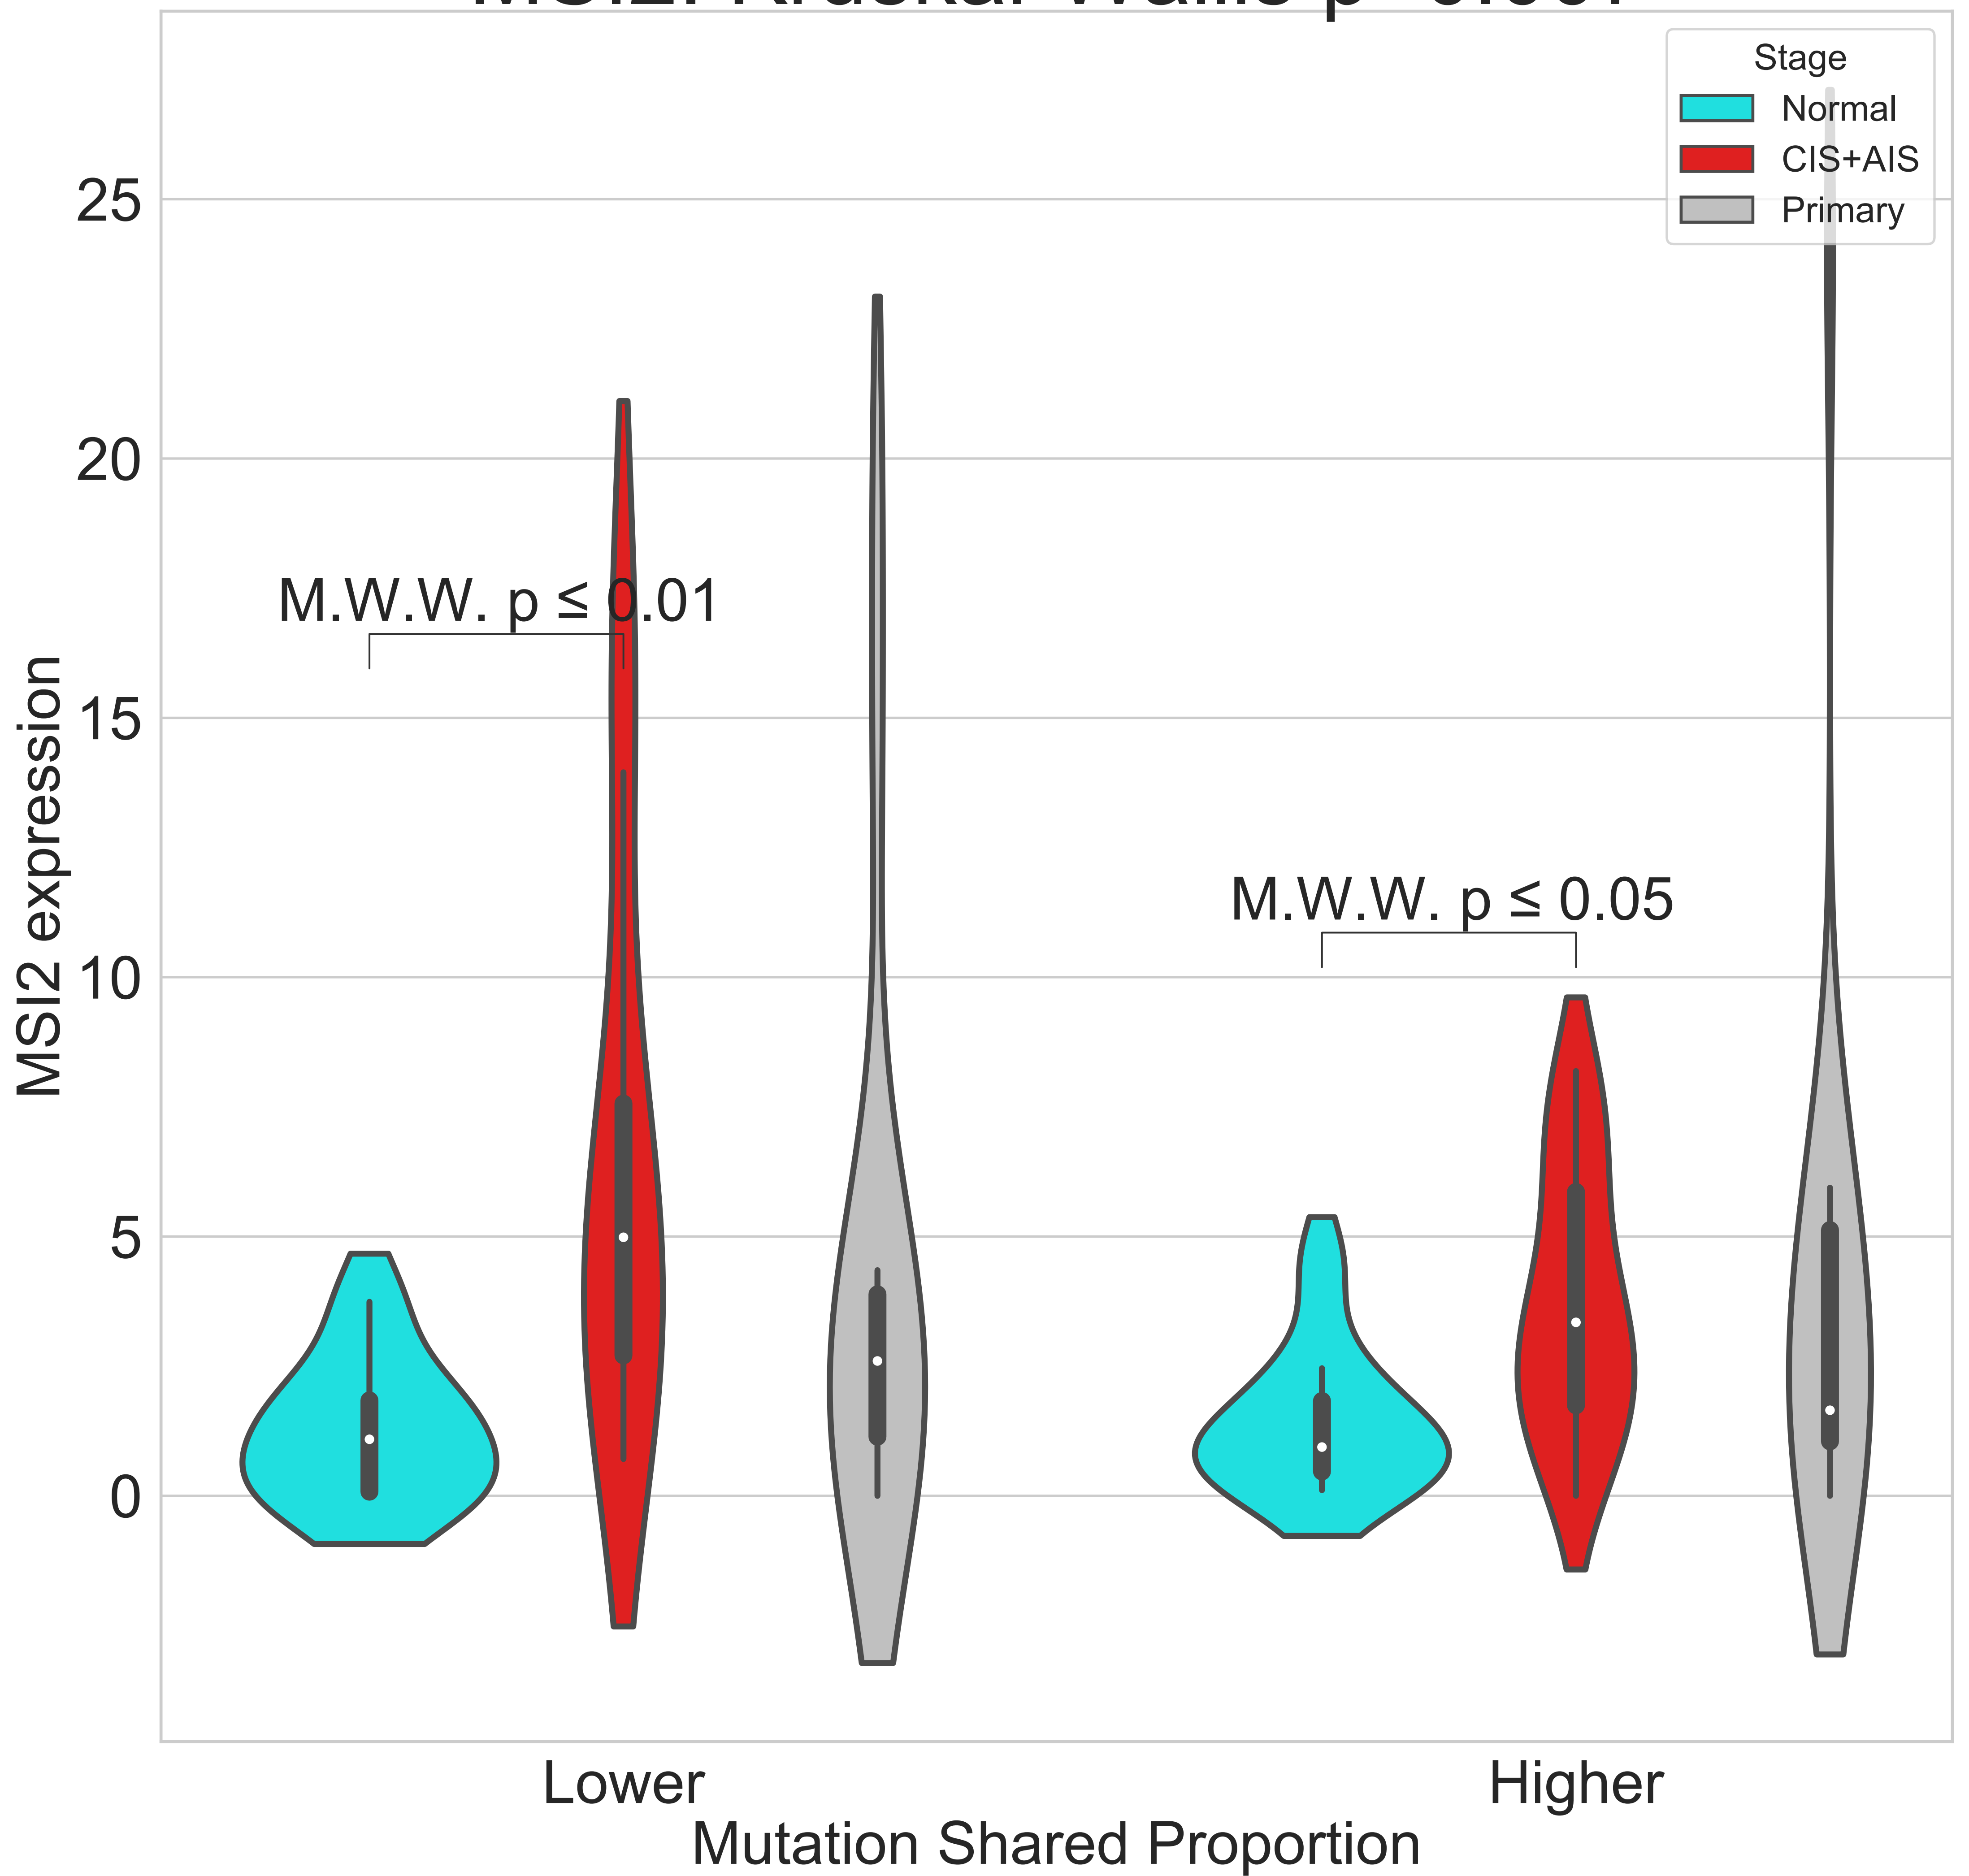 Stage
Normal
CIS+AIS
Primary
25
20
15
10
5
0
MSI2 expression
M.W.W. p ≤ 0.01
M.W.W. p ≤ 0.05
Lower
Higher
Mutation Shared Proportion